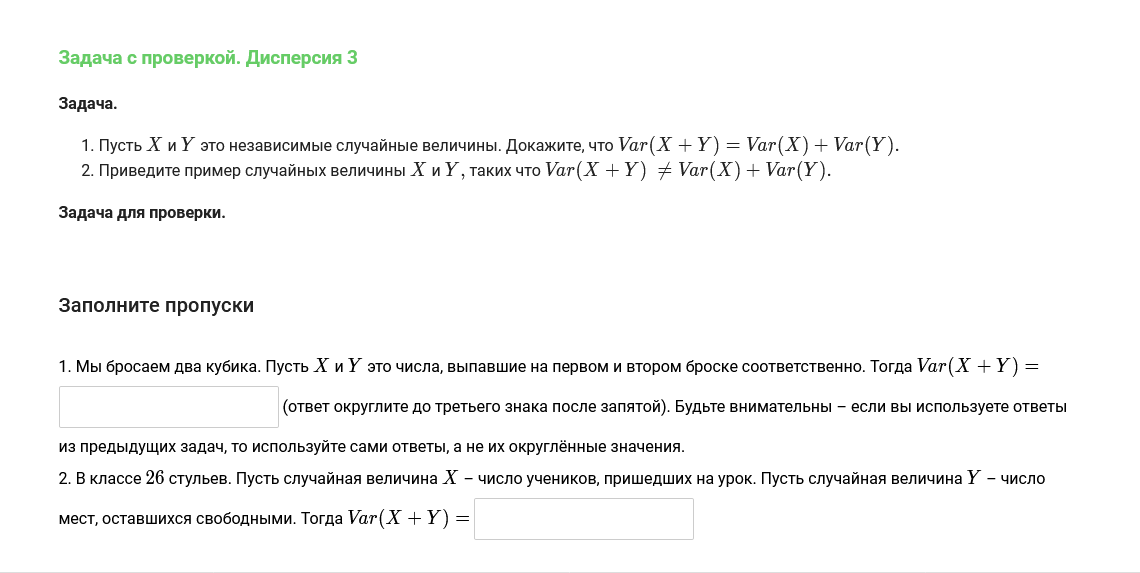 Задача с проверкой. Дисперсия 3
Задача.
1. Пусть X и Y это независимые случайные величины. Докажите, что Var(X + Y) = Var(X) + Var(Y).
2. Приведите пример случайных величины X и Y, таких что Var(X + Y) ≠ Var(X) + Var(Y).
Задача для проверки.
Заполните пропуски
1. Мы бросаем два кубика. Пусть X и Y это числа, выпавшие на первом и втором броске соответственно. Тогда Var(X + Y) =
(ответ округлите до третьего знака после запятой). Будьте внимательны – если вы используете ответы
из предыдущих задач, то используйте сами ответы, а не их округлённые значения.
2. В классе 26 стульев. Пусть случайная величина X – число учеников, пришедших на урок. Пусть случайная величина Y – число
мест, оставшихся свободными. Тогда Var(X + Y) =